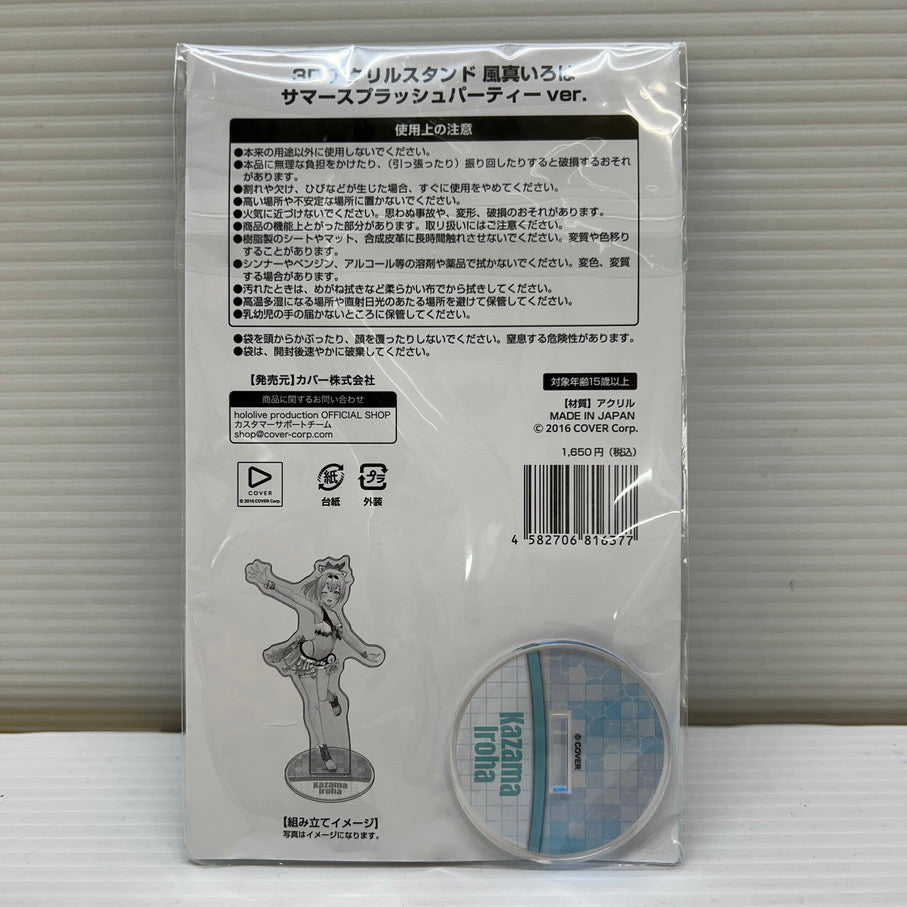 3D アクリルスタンド 風真いろは
サマースプラッシュパーティー ver.
使用上の注意
●本来の用途以外に使用しないでください。
●本品に無理な負担をかけたり、（引っ張ったり）振り回したりすると破損するおそれ
があります。
●割れや欠け、ひびなどが生じた場合、すぐに使用をやめてください。
●高い場所や不安定な場所に置かないでください。
●火気に近づけないでください。思わぬ事故や、変形、破損のおそれがあります。
●商品の機能上とがった部分があります。取り扱いにはご注意ください。
●樹脂製のシートやマット、合成皮革に長時間触れさせないでください。変質や色移り
することがあります。
●シンナーやベンジン、アルコール等の溶剤や薬品で拭かないでください。変色、変質
する場合があります。
●汚れたときは、めがね拭きなど柔らかい布でから拭きしてください。
●高温多湿になる場所や直射日光のあたる場所を避けて保管してください。
●乳幼児の手の届かないところに保管してください。
●袋を頭からかぶったり、顔を覆ったりしないでください。窒息する危険性があります。
●袋は、開封後速やかに破棄してください。
【発売元】カバー株式会社
商品に関するお問い合わせ
hololive production OFFICIAL SHOP
カスタマーサポートチーム
shop@cover-corp.com
対象年齢15歳以上
【材質】アクリル
MADE IN JAPAN
© 2016 COVER Corp.
1,650円（税込）
COVER
© 2016 COVER Corp.
紙
台紙
プラ
外装
4 582706 816377
Kazama
Iroha
【組み立てイメージ】
写真はイメージになります。
Kazama
Iroha
© COVER